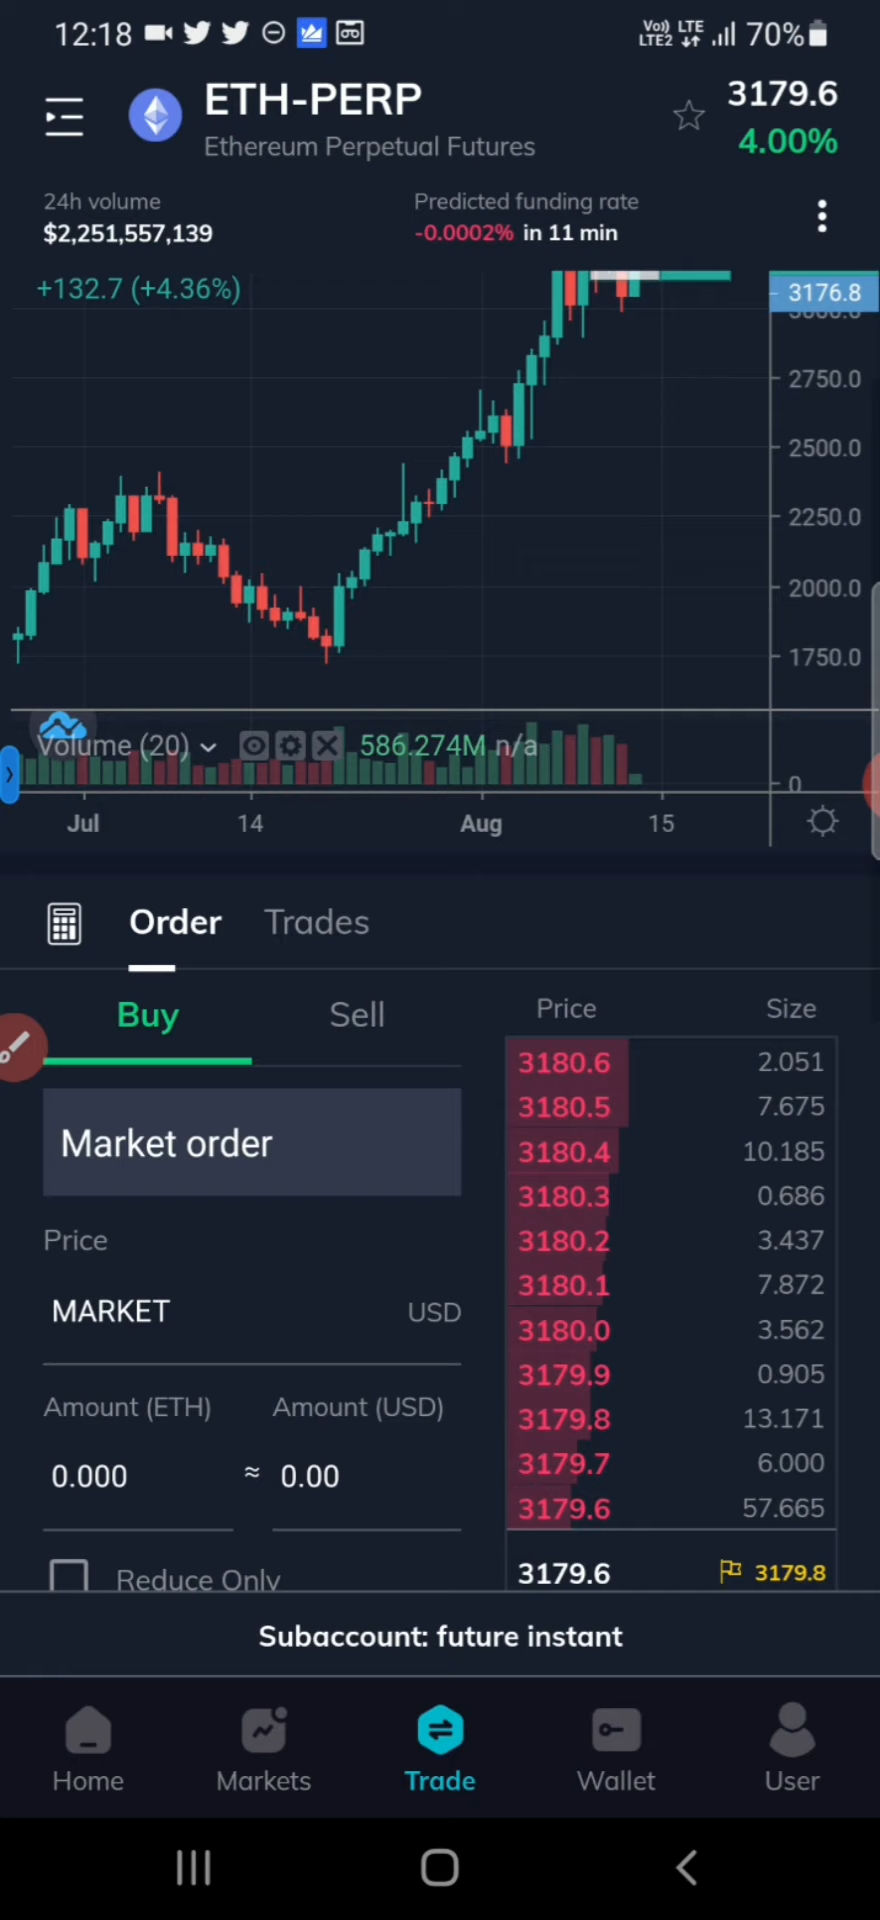 12:18
Vo)) LTE
LTE2
70%
ETH-PERP
3179.6
Ethereum Perpetual Futures
4.00%
24h volume
Predicted funding rate
$2,251,557,139
-0.0002% in 11 min
+132.7 (+4.36%)
3176.8
3000.0
2750.0
2500.0
2250.0
2000.0
1750.0
Volume (20)
586.274M n/a
0
Jul
14
Aug
15
Order
Trades
Buy
Sell
Price
Size
3180.6 2.051
3180.5 7.675
3180.4 10.185
3180.3 0.686
3180.2 3.437
3180.1 7.872
3180.0 3.562
3179.9 0.905
3179.8 13.171
3179.7 6.000
3179.6 57.665
3179.6 3179.8
Market order
Price
MARKET USD
Amount (ETH)
Amount (USD)
0.000 ≈ 0.00
Reduce Only
Subaccount: future instant
Home
Markets
Trade
Wallet
User